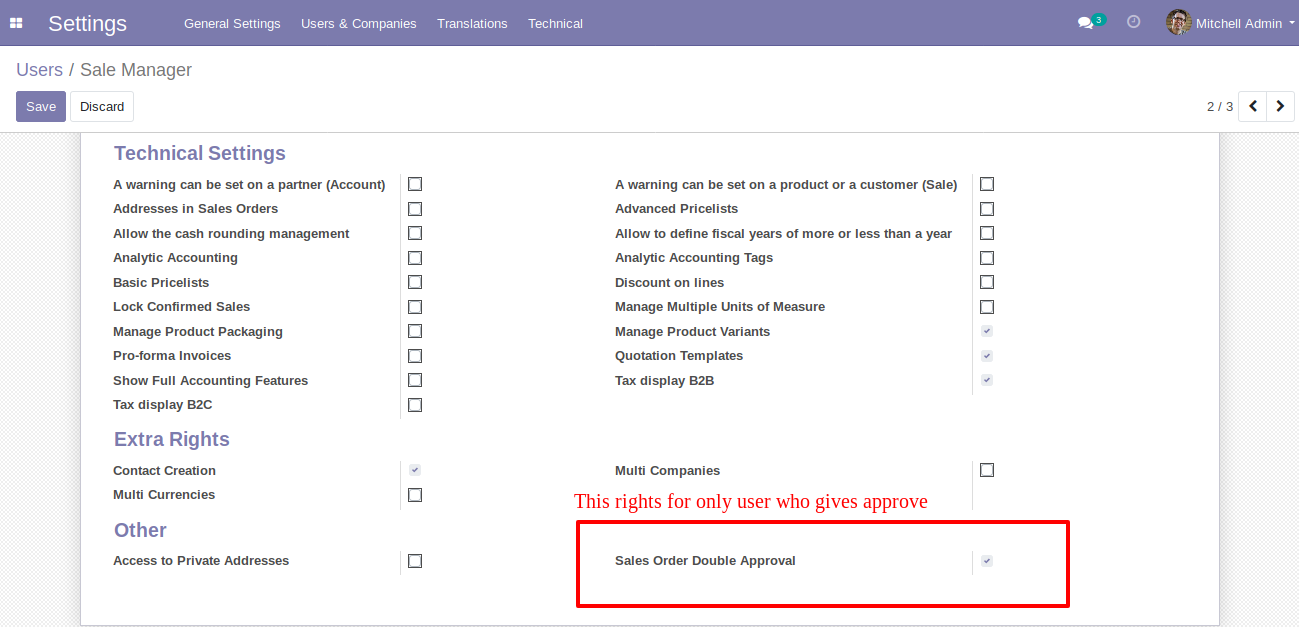 Settings General Settings Users & Companies Translations Technical 3 Mitchell Admin
Users / Sale Manager
Save Discard 2 / 3
Technical Settings
A warning can be set on a partner (Account) A warning can be set on a product or a customer (Sale)
Addresses in Sales Orders Advanced Pricelists
Allow the cash rounding management Allow to define fiscal years of more or less than a year
Analytic Accounting Analytic Accounting Tags
Basic Pricelists Discount on lines
Lock Confirmed Sales Manage Multiple Units of Measure
Manage Product Packaging Manage Product Variants
Pro-forma Invoices Quotation Templates
Show Full Accounting Features Tax display B2B
Tax display B2C
Extra Rights
Contact Creation Multi Companies
Multi Currencies
This rights for only user who gives approve
Other
Access to Private Addresses Sales Order Double Approval